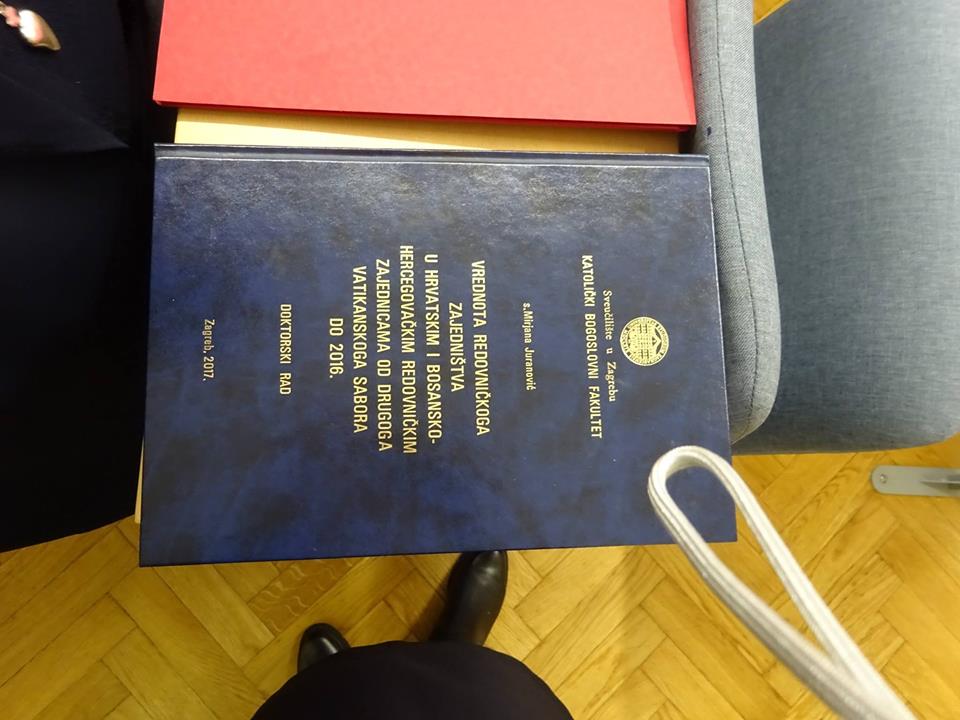 Sveučilište u Zagrebu
KATOLIČKI BOGOSLOVNI FAKULTET
s.Mirjana Juranović
VREDNOTA REDOVNIČKOGA
ZAJEDNIŠTVA
U HRVATSKIM I BOSANSKO-
HERCEGOVAČKIM REDOVNIČKIM
ZAJEDNICAMA OD DRUGOGA
VATIKANSKOGA SABORA
DO 2016.
DOKTORSKI RAD
Zagreb, 2017.